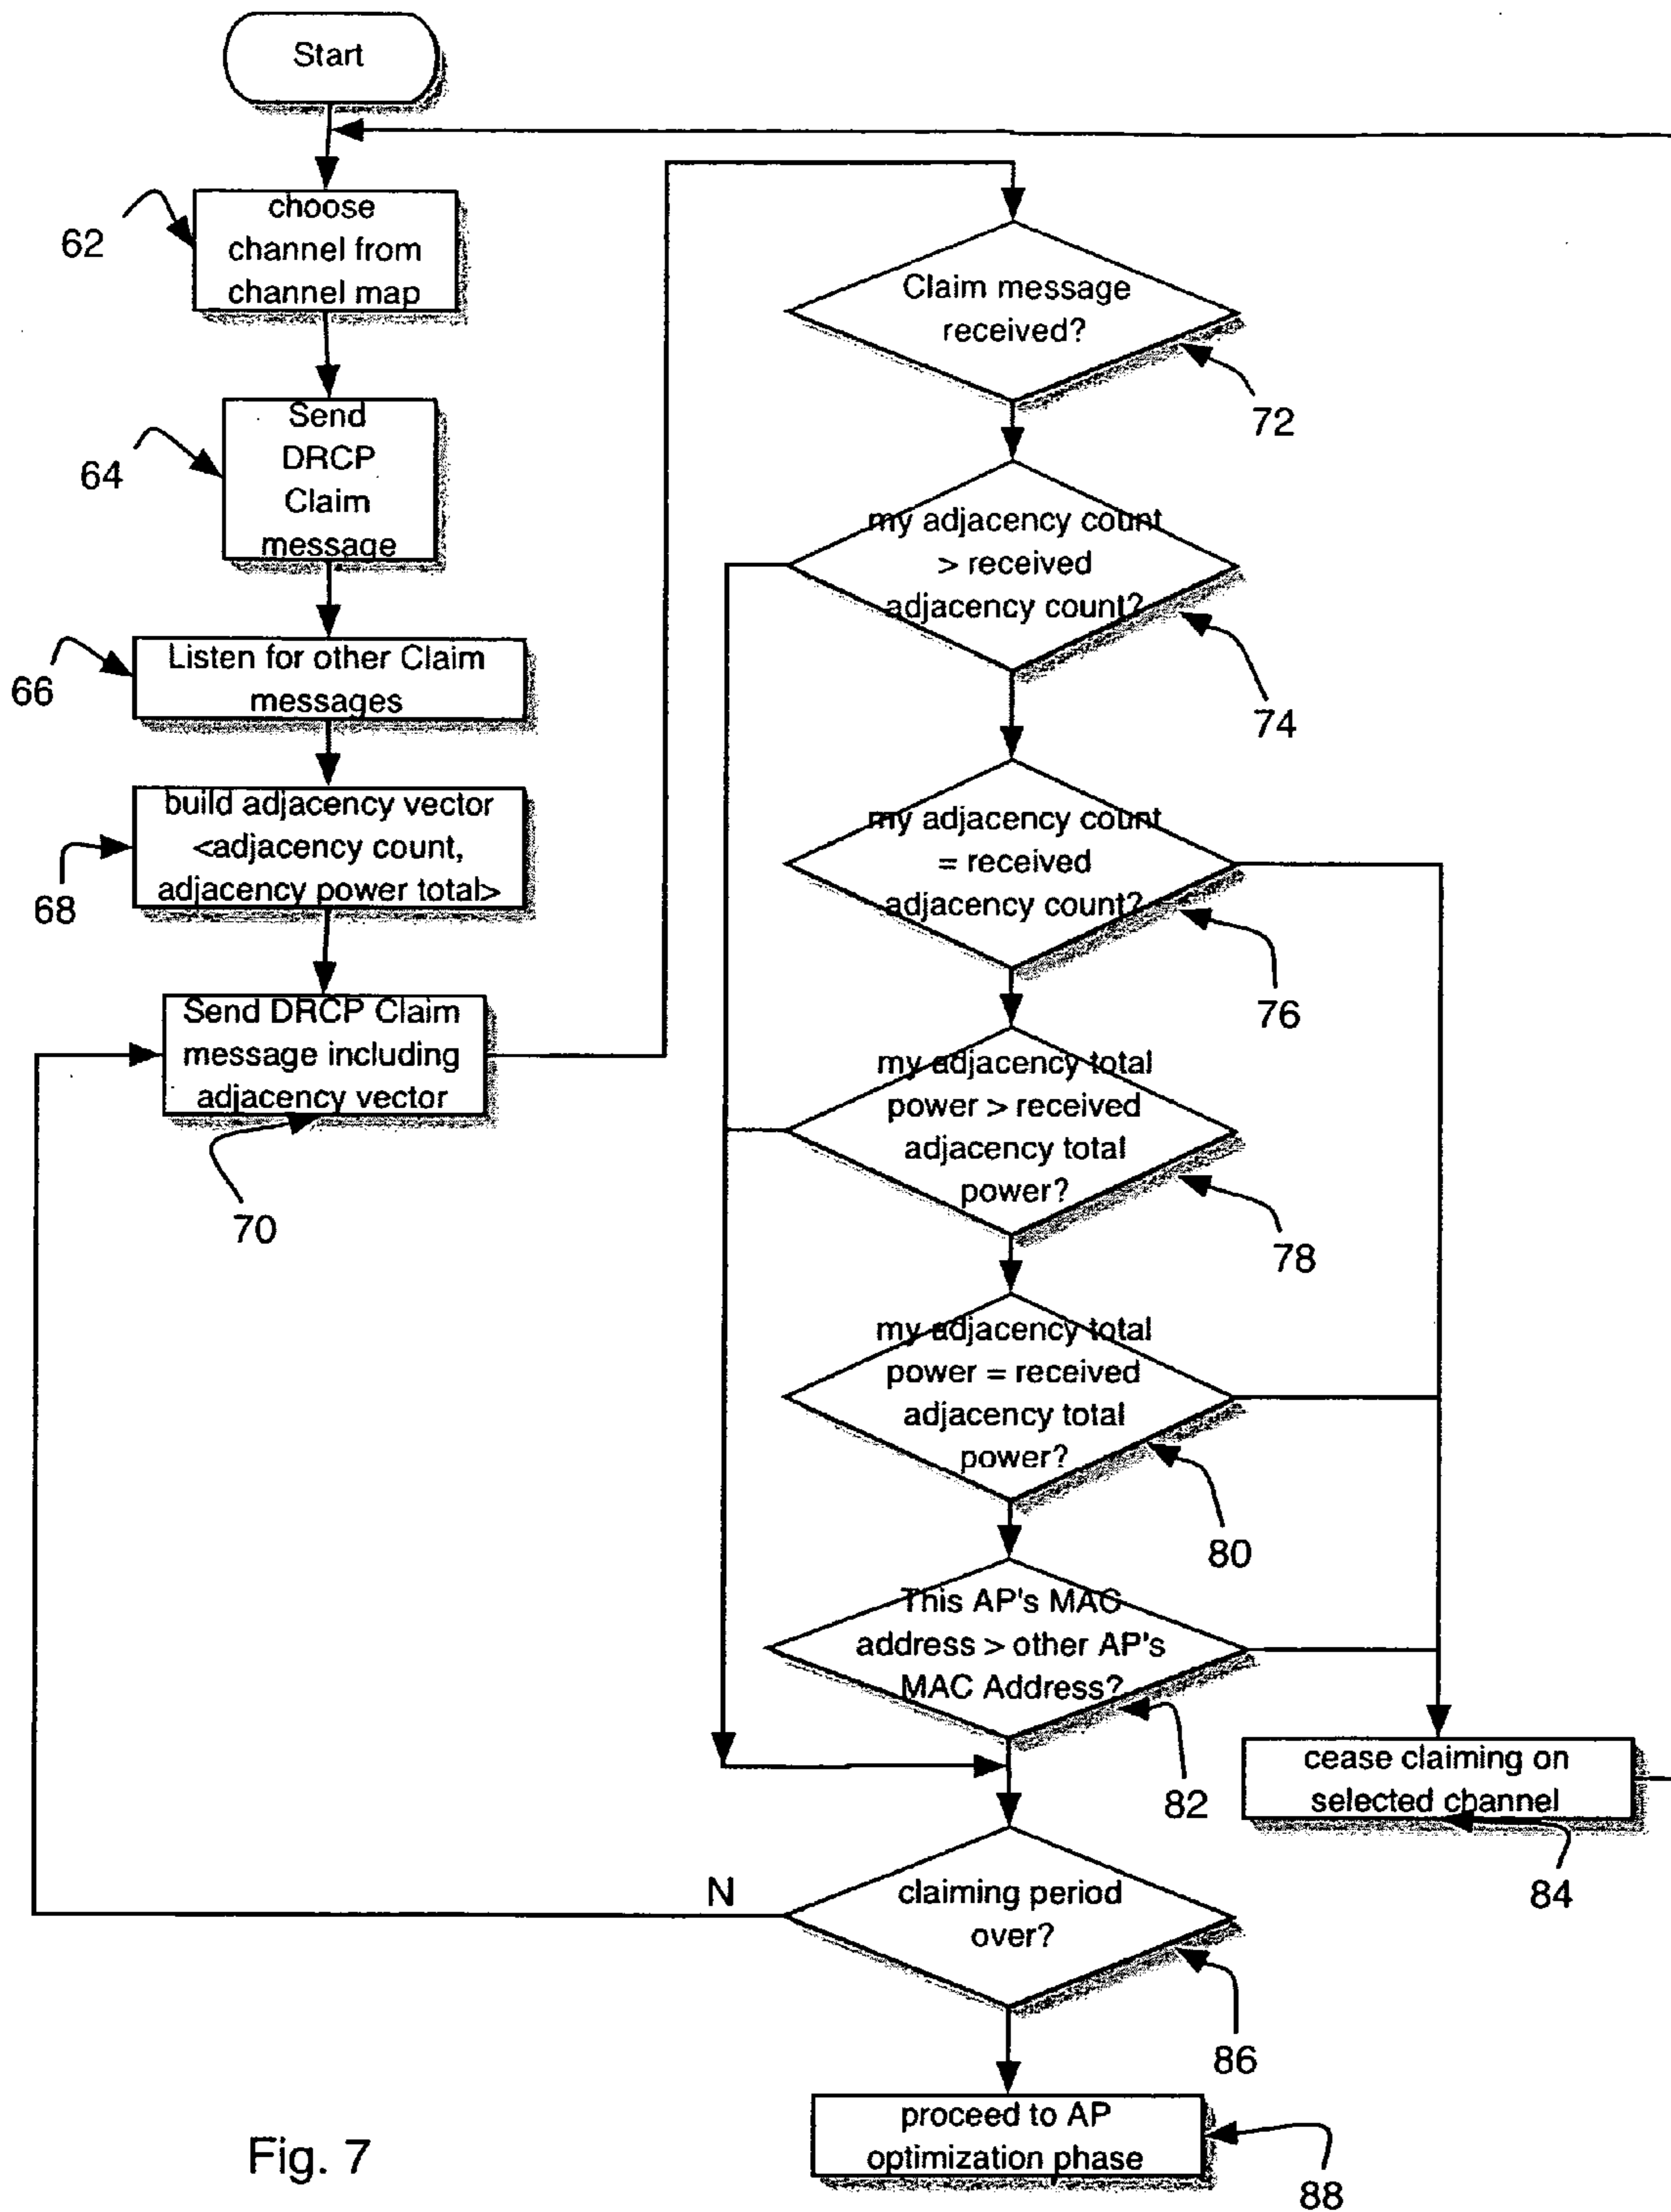 Start
choose
channel from
channel map
62
Send
DRCP
Claim
message
64
Listen for other Claim
messages
66
build adjacency vector
<adjacency count,
adjacency power total>
68
Send DRCP Claim
message including
adjacency vector
70
Claim message
received?
72
my adjacency count
> received
adjacency count?
74
my adjacency count
= received
adjacency count?
76
my adjacency total
power > received
adjacency total
power?
78
my adjacency total
power = received
adjacency total
power?
80
This AP's MAC
address > other AP's
MAC Address?
82
cease claiming on
selected channel
84
N
claiming period
over?
86
proceed to AP
optimization phase
88
Fig. 7